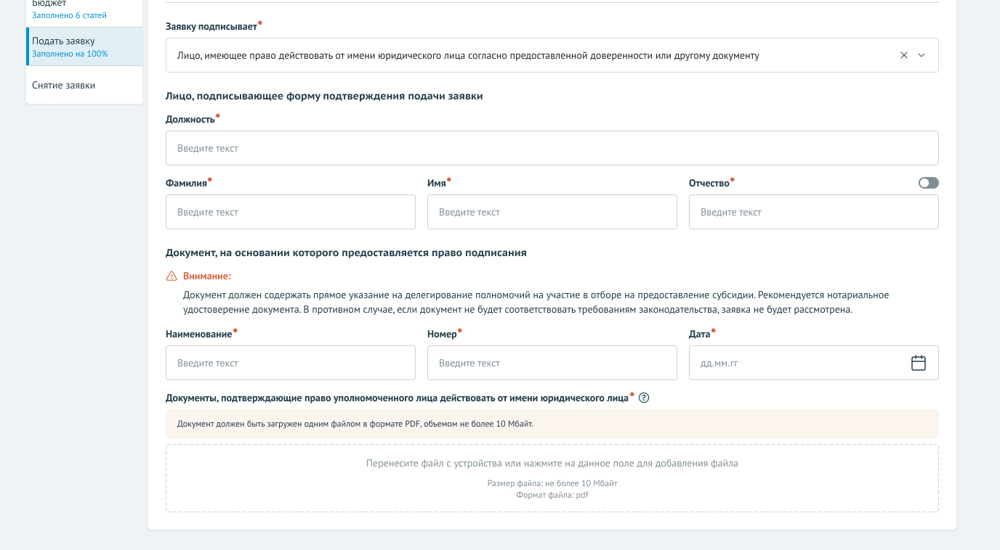 Бюджет
Заполнено 6 статей
Подать заявку
Заполнено на 100%
Снятие заявки
Заявку подписывает*
Лицо, имеющее право действовать от имени юридического лица согласно предоставленной доверенности или другому документу
Лицо, подписывающее форму подтверждения подачи заявки
Должность*
Введите текст
Фамилия* Имя* Отчество*
Введите текст Введите текст Введите текст
Документ, на основании которого предоставляется право подписания
Внимание:
Документ должен содержать прямое указание на делегирование полномочий на участие в отборе на предоставление субсидии. Рекомендуется нотариальное
удостоверение документа. В противном случае, если документ не будет соответствовать требованиям законодательства, заявка не будет рассмотрена.
Наименование* Номер* Дата*
Введите текст Введите текст дд.мм.гг
Документы, подтверждающие право уполномоченного лица действовать от имени юридического лица* ?
Документ должен быть загружен одним файлом в формате PDF, объемом не более 10 Мбайт.
Перенесите файл с устройства или нажмите на данное поле для добавления файла
Размер файла: не более 10 Мбайт
Формат файла: pdf